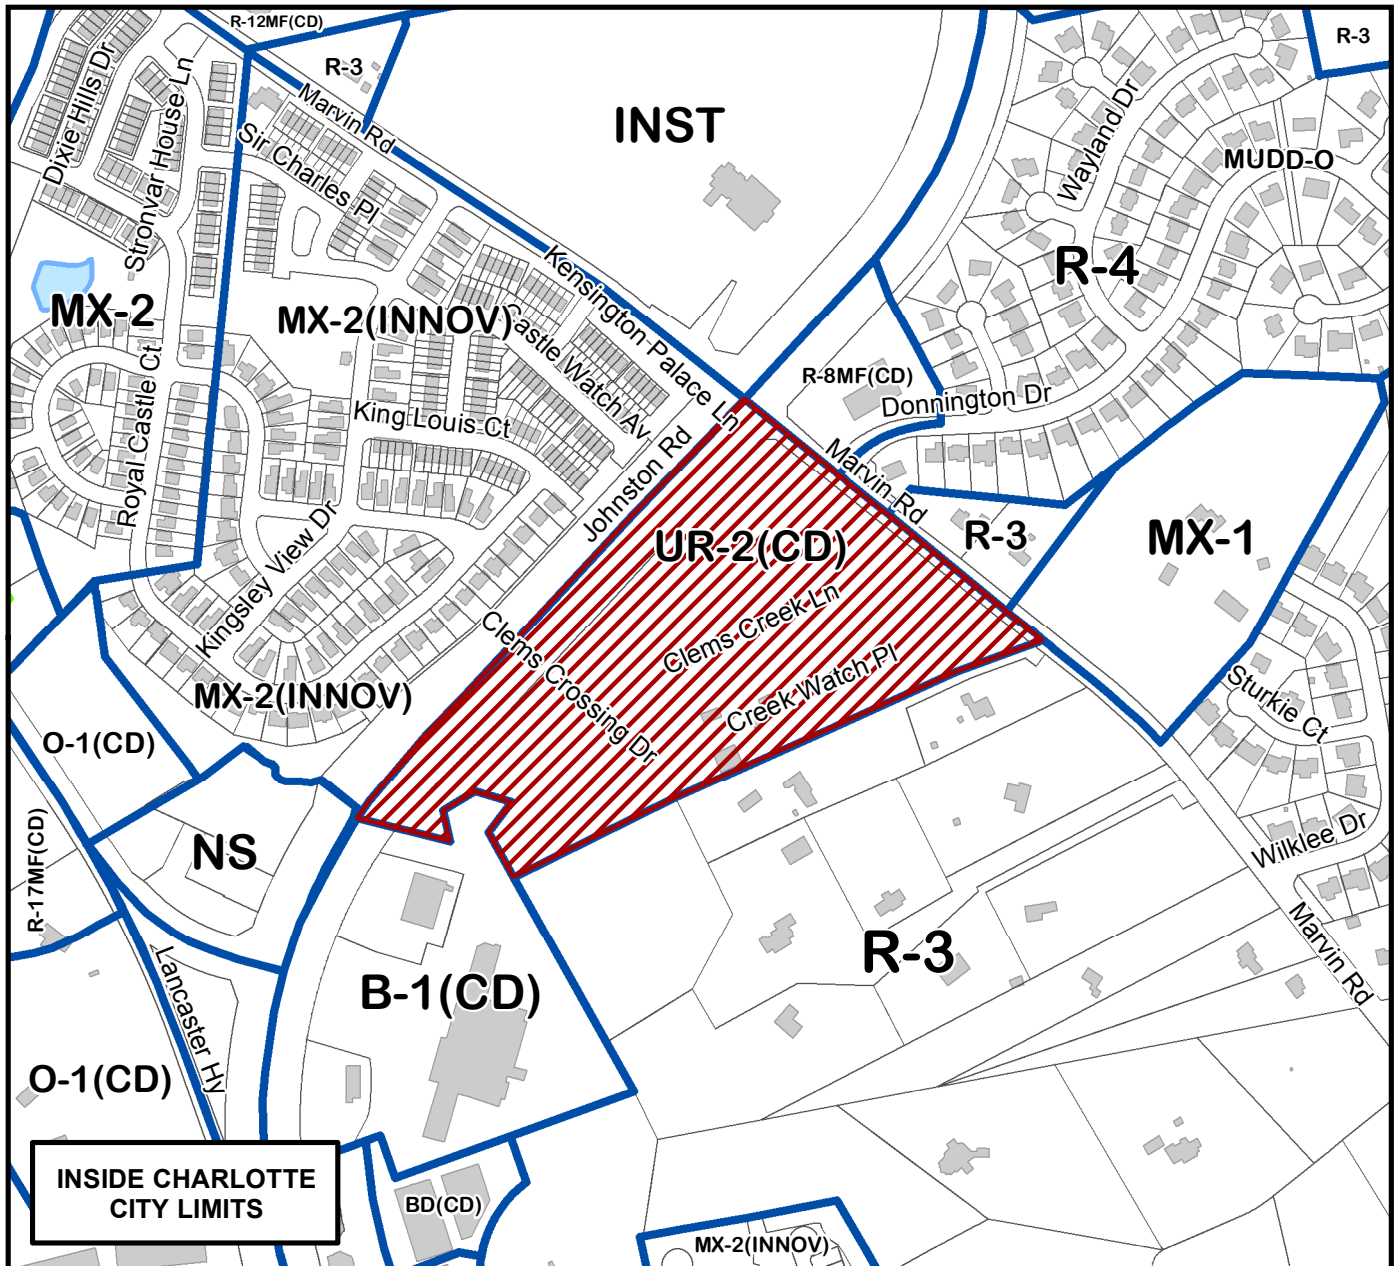 R-12MF(CD)
R-3
R-3
Dixie Hills Dr
Stronvar House Ln
Marvin Rd
Sir Charles Pl
INST
Wayland Dr
MUDD-O
R-4
Kensington Palace Ln
MX-2
MX-2(INNOV)
Castle Watch Av
R-8MF(CD)
Donnington Dr
King Louis Ct
Royal Castle Ct
Johnston Rd
Marvin Rd
UR-2(CD)
R-3
MX-1
Kingsley View Dr
Clems Creek Ln
Clems Crossing Dr
Creek Watch Pl
MX-2(INNOV)
Sturkie Ct
O-1(CD)
NS
R-17MF(CD)
Wilklee Dr
Marvin Rd
R-3
B-1(CD)
Lancaster Hy
O-1(CD)
INSIDE CHARLOTTE
CITY LIMITS
BD(CD)
MX-2(INNOV)